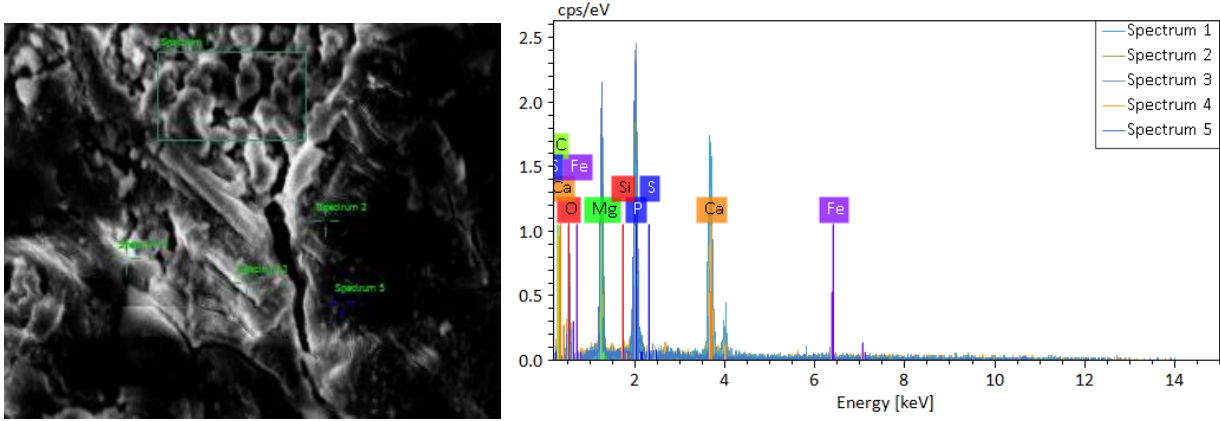 Spectrum 1
Spectrum 2
Spectrum 5
cps/eV
2.5
2.0
1.5
1.0
0.5
0.0
C
S Fe
Ca Si S
O Mg P Ca Fe
2 4 6 8 10 12 14
Energy [keV]
Spectrum 1
Spectrum 2
Spectrum 3
Spectrum 4
Spectrum 5